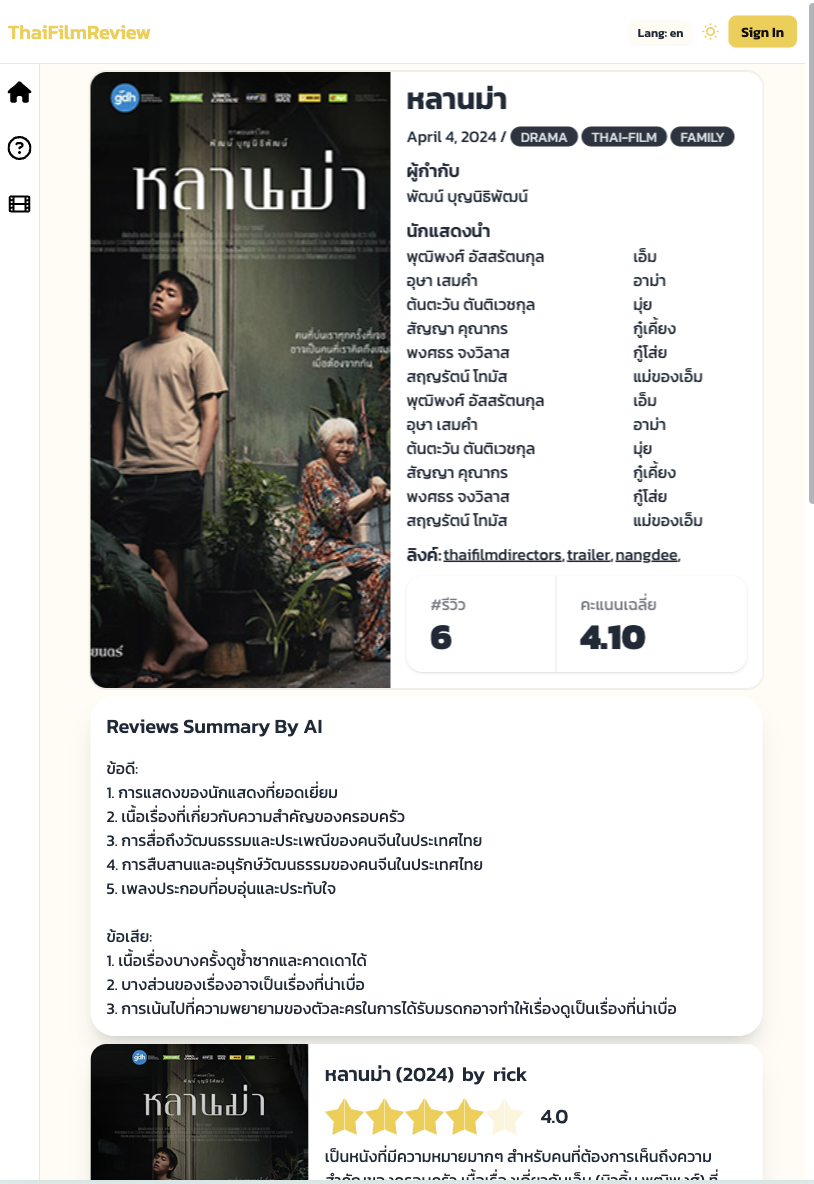 ThaiFilmReview
Lang: en
Sign In
gdh
ภาพยนตร์โดย
พัฒน์ บุญนิธิพัฒน์
หลานม่า
คนที่บ่นเราทุกครั้งที่เจอ
อาจเป็นคนที่เราคิดถึงเสมอ
เมื่อต้องจากกัน
ยนตร์
หลานม่า
April 4, 2024 / DRAMA THAI-FILM FAMILY
ผู้กำกับ
พัฒน์ บุญนิธิพัฒน์
นักแสดงนำ
พุฒิพงศ์ อัสสรัตนกุล เอ็ม
อุษา เสมคำ อาม่า
ต้นตะวัน ตันติเวชกุล มุ่ย
สัญญา คุณากร กู๋เคี้ยง
พงศธร จงวิลาส กู๋โส่ย
สฤญรัตน์ โทมัส แม่ของเอ็ม
พุฒิพงศ์ อัสสรัตนกุล เอ็ม
อุษา เสมคำ อาม่า
ต้นตะวัน ตันติเวชกุล มุ่ย
สัญญา คุณากร กู๋เคี้ยง
พงศธร จงวิลาส กู๋โส่ย
สฤญรัตน์ โทมัส แม่ของเอ็ม
ลิงค์: thaifilmdirectors, trailer, nangdee,
#รีวิว คะแนนเฉลี่ย
6 4.10
Reviews Summary By AI
ข้อดี:
1. การแสดงของนักแสดงที่ยอดเยี่ยม
2. เนื้อเรื่องที่เกี่ยวกับความสำคัญของครอบครัว
3. การสื่อถึงวัฒนธรรมและประเพณีของคนจีนในประเทศไทย
4. การสืบสานและอนุรักษ์วัฒนธรรมของคนจีนในประเทศไทย
5. เพลงประกอบที่อบอุ่นและประทับใจ
ข้อเสีย:
1. เนื้อเรื่องบางครั้งดูซ้ำซากและคาดเดาได้
2. บางส่วนของเรื่องอาจเป็นเรื่องที่น่าเบื่อ
3. การเน้นไปที่ความพยายามของตัวละครในการได้รับมรดกอาจทำให้เรื่องดูเป็นเรื่องที่น่าเบื่อ
gdh
หลานม่า
หลานม่า (2024) by rick
4.0
เป็นหนังที่มีความหมายมากๆ สำหรับคนที่ต้องการเห็นถึงความ